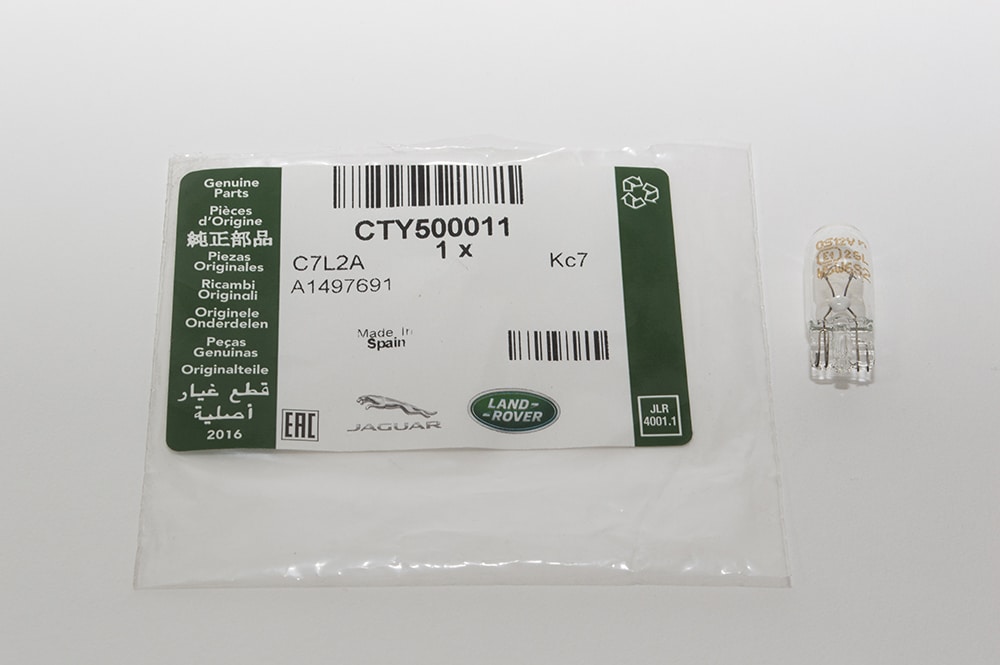 Genuine
Parts
Pièces
d'Origine
純正部品
Piezas
Originales
Ricambi
Originali
Originele
Onderdelen
Peças
Genuinas
Originalteile
قطع غيار
أصلية
2016
CTY500011
1 x
C7L2A
Kc7
A1497691
Made In
Spain
EAC
JAGUAR
LAND-
-ROVER
JLR
4001.1
12V